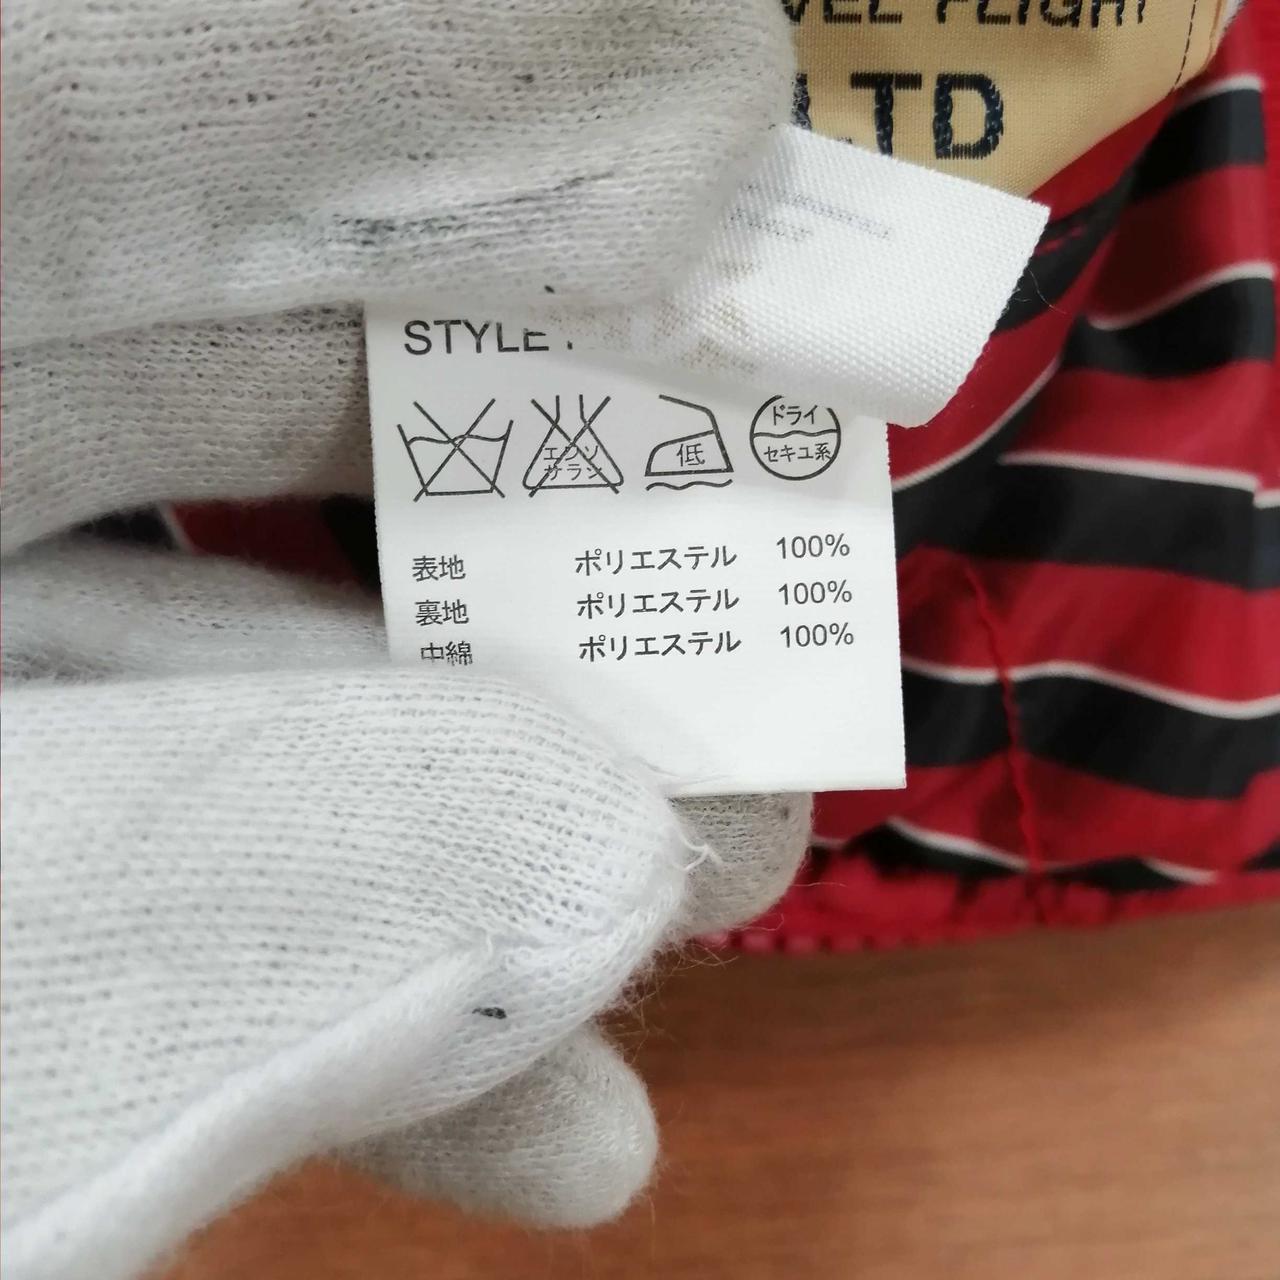 FLIGHT
LTD
STYLE
エンソ
サラシ
低
ドライ
セキユ系
表地 ポリエステル 100%
裏地 ポリエステル 100%
中綿 ポリエステル 100%